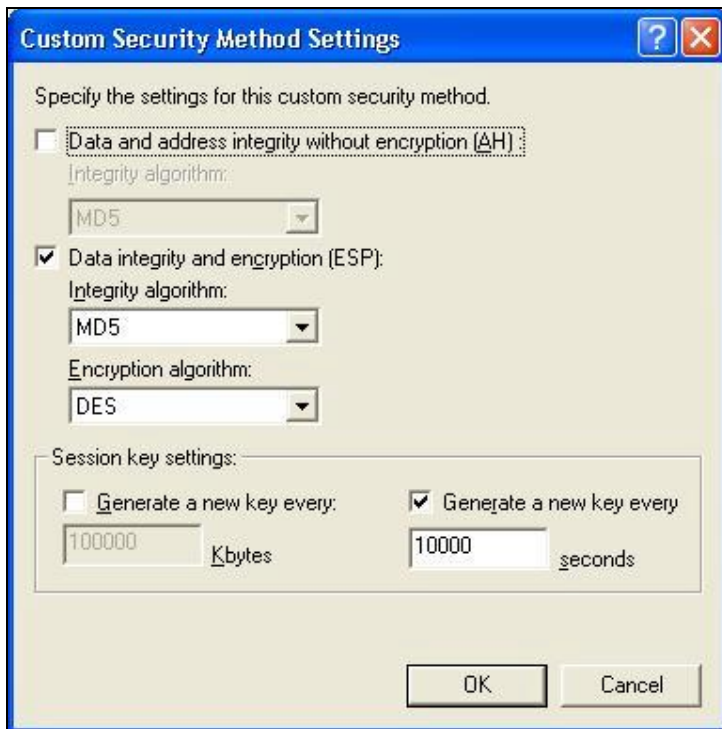 Custom Security Method Settings
Specify the settings for this custom security method.
Data and address integrity without encryption (AH) :
Integrity algorithm:
MD5
Data integrity and encryption (ESP):
Integrity algorithm:
MD5
Encryption algorithm:
DES
Session key settings:
Generate a new key every:
100000 Kbytes
Generate a new key every
10000 seconds
OK Cancel